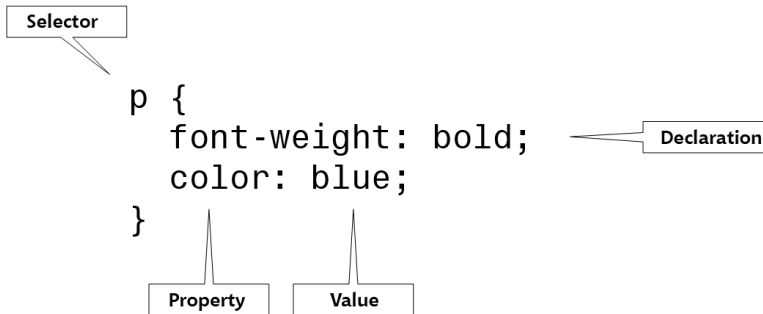 Selector
p {
font-weight: bold;
Declaration
color: blue;
}
Property
Value